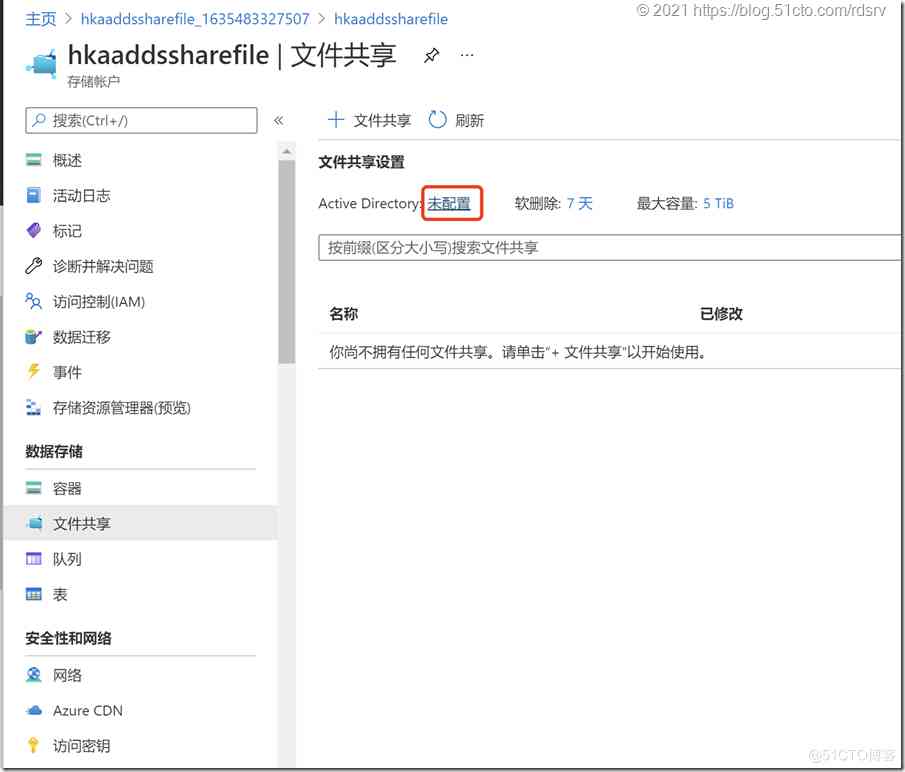 © 2021 https://blog.51cto.com/rdsrv
主页 > hkaaddssharefile_1635483327507 > hkaaddssharefile
hkaaddssharefile | 文件共享 ···
存储帐户
搜索(Ctrl+/) «
+ 文件共享 刷新
文件共享设置
Active Directory: 未配置 软删除: 7 天 最大容量: 5 TiB
按前缀(区分大小写)搜索文件共享
名称 已修改
你尚不拥有任何文件共享。请单击“+ 文件共享”以开始使用。
概述
活动日志
标记
诊断并解决问题
访问控制(IAM)
数据迁移
事件
存储资源管理器(预览)
数据存储
容器
文件共享
队列
表
安全性和网络
网络
Azure CDN
访问密钥
@51CTO博客